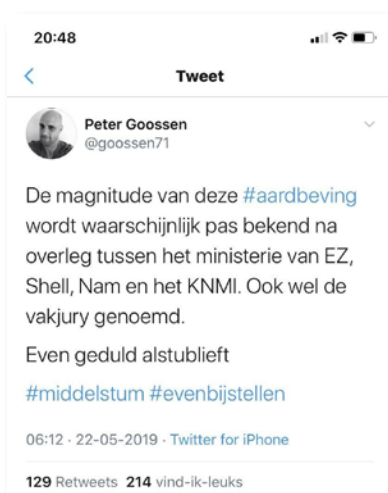 20:48
Tweet
Peter Goossen
@goossen71
De magnitude van deze #aardbeving
wordt waarschijnlijk pas bekend na
overleg tussen het ministerie van EZ,
Shell, Nam en het KNMI. Ook wel de
vakjury genoemd.
Even geduld alstublieft
#middelstum #evenbijstellen
06:12 · 22-05-2019 · Twitter for iPhone
129 Retweets 214 vind-ik-leuks